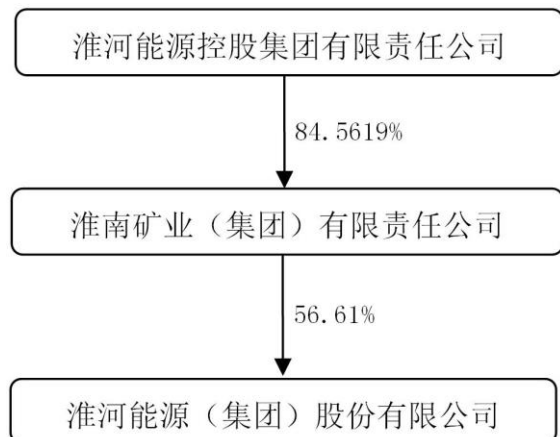 淮河能源控股集团有限责任公司
84.5619%
淮南矿业（集团）有限责任公司
56.61%
淮河能源（集团）股份有限公司